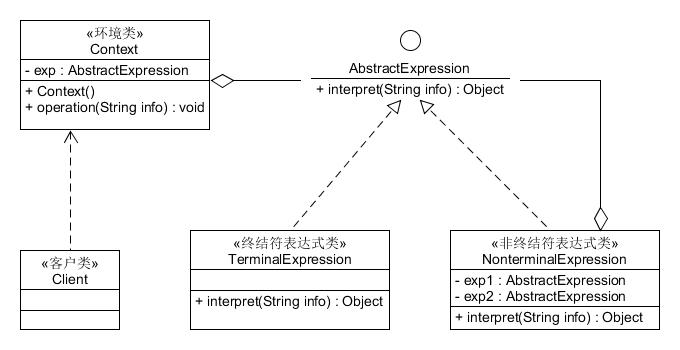 《环境类》
Context
- exp : AbstractExpression
+ Context()
+ operation(String info) : void
AbstractExpression
+ interpret(String info) : Object
《客户类》
Client
《终结符表达式类》
TerminalExpression
+ interpret(String info) : Object
《非终结符表达式类》
NonterminalExpression
- exp1 : AbstractExpression
- exp2 : AbstractExpression
+ interpret(String info) : Object